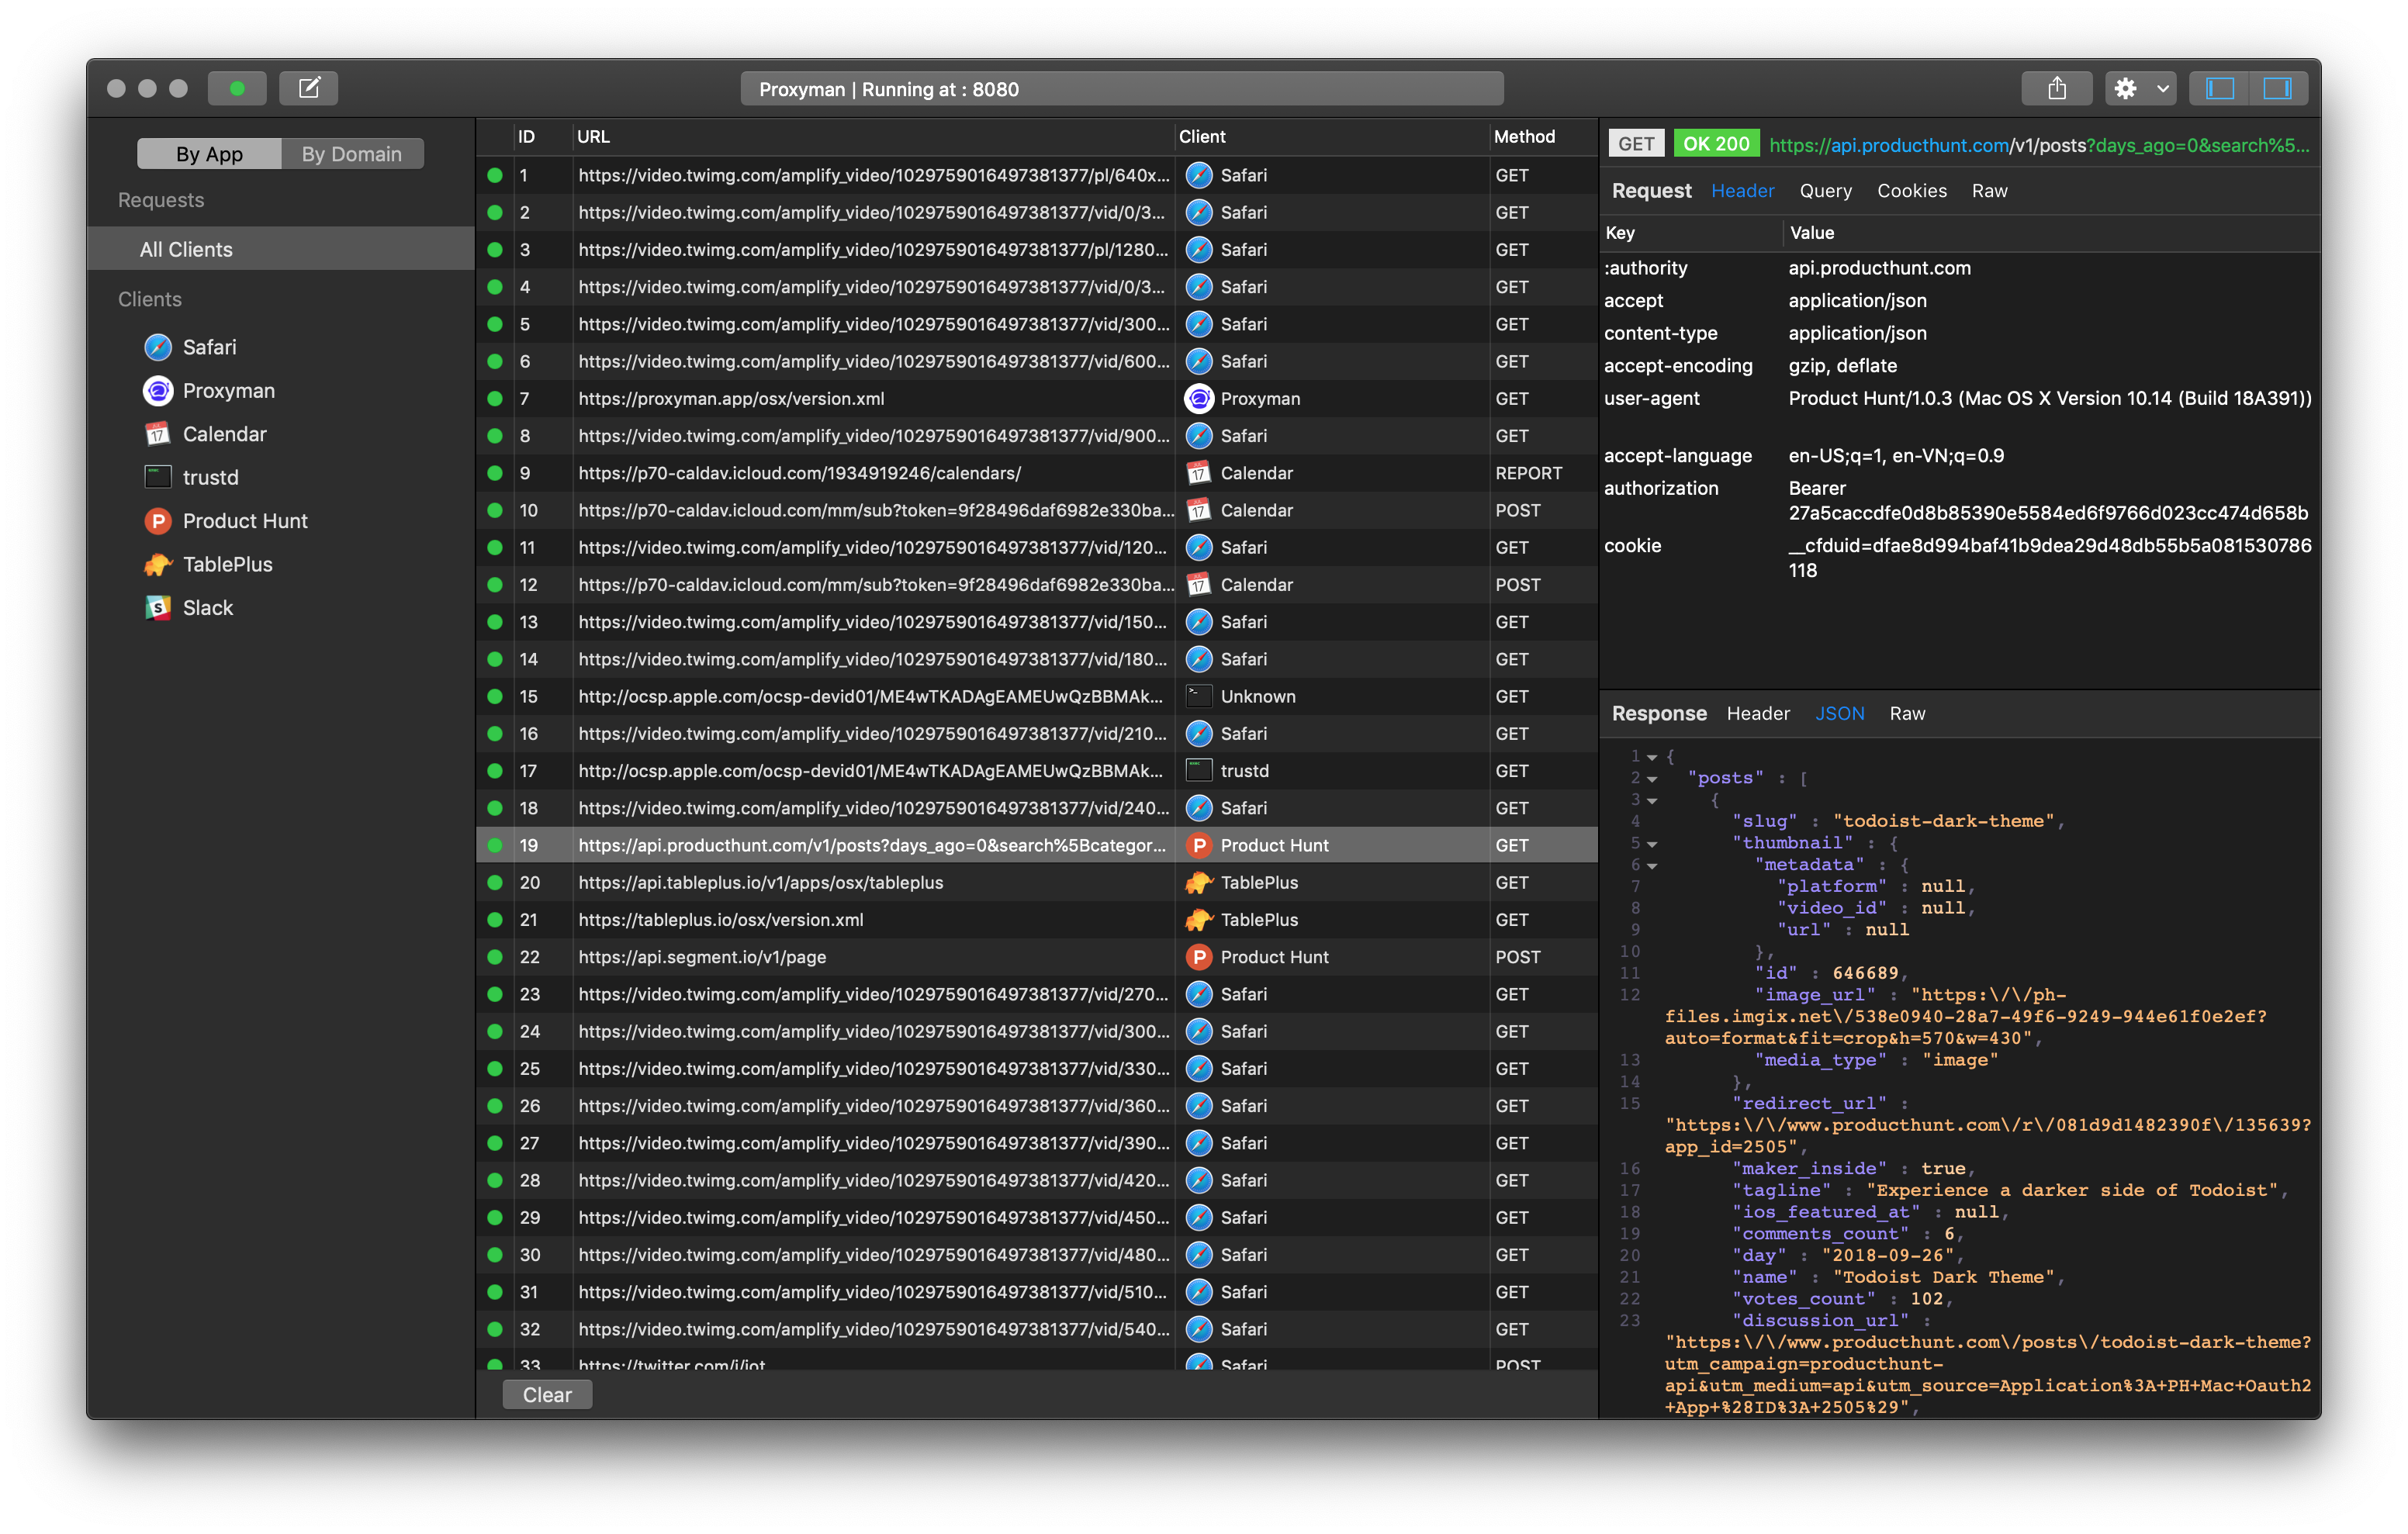 Proxyman | Running at : 8080
By App By Domain
Requests
All Clients
Clients
Safari
Proxyman
Calendar
trustd
Product Hunt
TablePlus
Slack
ID URL Client Method
1 https://video.twimg.com/amplify_video/1029759016497381377/pl/640x... Safari GET
2 https://video.twimg.com/amplify_video/1029759016497381377/vid/0/3... Safari GET
3 https://video.twimg.com/amplify_video/1029759016497381377/pl/1280... Safari GET
4 https://video.twimg.com/amplify_video/1029759016497381377/vid/0/3... Safari GET
5 https://video.twimg.com/amplify_video/1029759016497381377/vid/300... Safari GET
6 https://video.twimg.com/amplify_video/1029759016497381377/vid/600... Safari GET
7 https://proxyman.app/osx/version.xml Proxyman GET
8 https://video.twimg.com/amplify_video/1029759016497381377/vid/900... Safari GET
9 https://p70-caldav.icloud.com/1934919246/calendars/ Calendar REPORT
10 https://p70-caldav.icloud.com/mm/sub?token=9f28496daf6982e330ba... Calendar POST
11 https://video.twimg.com/amplify_video/1029759016497381377/vid/120... Safari GET
12 https://p70-caldav.icloud.com/mm/sub?token=9f28496daf6982e330ba... Calendar POST
13 https://video.twimg.com/amplify_video/1029759016497381377/vid/150... Safari GET
14 https://video.twimg.com/amplify_video/1029759016497381377/vid/180... Safari GET
15 http://ocsp.apple.com/ocsp-devid01/ME4wTKADAgEAMEUwQzBBMAk... Unknown GET
16 https://video.twimg.com/amplify_video/1029759016497381377/vid/210... Safari GET
17 http://ocsp.apple.com/ocsp-devid01/ME4wTKADAgEAMEUwQzBBMAk... trustd GET
18 https://video.twimg.com/amplify_video/1029759016497381377/vid/240... Safari GET
19 https://api.producthunt.com/v1/posts?days_ago=0&search%5Bcategor... Product Hunt GET
20 https://api.tableplus.io/v1/apps/osx/tableplus TablePlus GET
21 https://tableplus.io/osx/version.xml TablePlus GET
22 https://api.segment.io/v1/page Product Hunt POST
23 https://video.twimg.com/amplify_video/1029759016497381377/vid/270... Safari GET
24 https://video.twimg.com/amplify_video/1029759016497381377/vid/300... Safari GET
25 https://video.twimg.com/amplify_video/1029759016497381377/vid/330... Safari GET
26 https://video.twimg.com/amplify_video/1029759016497381377/vid/360... Safari GET
27 https://video.twimg.com/amplify_video/1029759016497381377/vid/390... Safari GET
28 https://video.twimg.com/amplify_video/1029759016497381377/vid/420... Safari GET
29 https://video.twimg.com/amplify_video/1029759016497381377/vid/450... Safari GET
30 https://video.twimg.com/amplify_video/1029759016497381377/vid/480... Safari GET
31 https://video.twimg.com/amplify_video/1029759016497381377/vid/510... Safari GET
32 https://video.twimg.com/amplify_video/1029759016497381377/vid/540... Safari GET
33 https://twitter.com/i/jot Safari POST
Clear
GET OK 200 https://api.producthunt.com/v1/posts?days_ago=0&search%5...
Request Header Query Cookies Raw
Key Value
:authority api.producthunt.com
accept application/json
content-type application/json
accept-encoding gzip, deflate
user-agent Product Hunt/1.0.3 (Mac OS X Version 10.14 (Build 18A391))
accept-language en-US;q=1, en-VN;q=0.9
authorization Bearer
27a5caccdfe0d8b85390e5584ed6f9766d023cc474d658b
cookie __cfduid=dfae8d994baf41b9dea29d48db55b5a081530786
118
Response Header JSON Raw
1 {
2 "posts" : [
3 {
4 "slug" : "todoist-dark-theme",
5 "thumbnail" : {
6 "metadata" : {
7 "platform" : null,
8 "video_id" : null,
9 "url" : null
10 },
11 "id" : 646689,
12 "image_url" : "https:\/\/ph-
files.imgix.net\/538e0940-28a7-49f6-9249-944e61f0e2ef?
auto=format&fit=crop&h=570&w=430",
13 "media_type" : "image"
14 },
15 "redirect_url" :
"https:\/\/www.producthunt.com\/r\/081d9d1482390f\/135639?
app_id=2505",
16 "maker_inside" : true,
17 "tagline" : "Experience a darker side of Todoist",
18 "ios_featured_at" : null,
19 "comments_count" : 6,
20 "day" : "2018-09-26",
21 "name" : "Todoist Dark Theme",
22 "votes_count" : 102,
23 "discussion_url" :
"https:\/\/www.producthunt.com\/posts\/todoist-dark-theme?
utm_campaign=producthunt-
api&utm_medium=api&utm_source=Application%3A+PH+Mac+Oauth2
+App+%28ID%3A+2505%29",